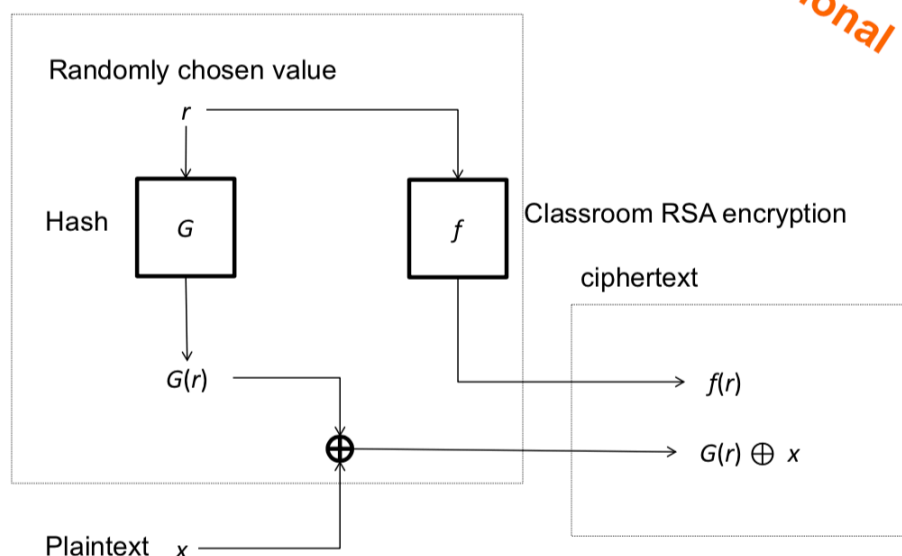 Randomly chosen value
r
Hash
G
f
Classroom RSA encryption
ciphertext
G(r)
f(r)
G(r) ⊕ x
Plaintext x